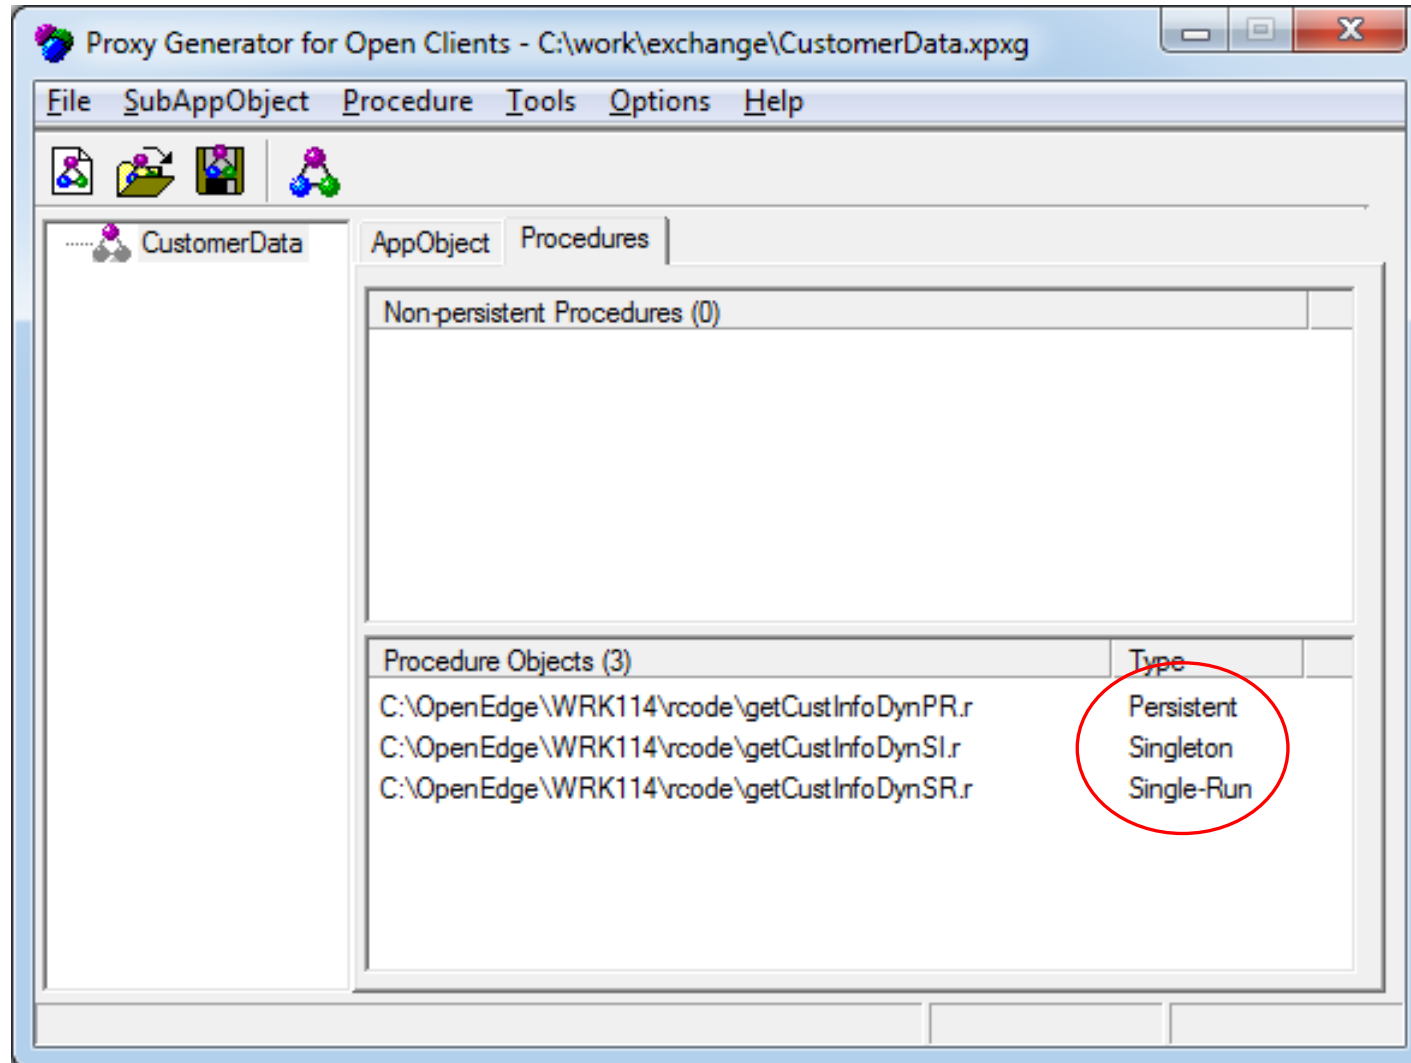 Proxy Generator for Open Clients - C:\work\exchange\CustomerData.xpxg
File SubAppObject Procedure Tools Options Help
CustomerData
AppObject Procedures
Non-persistent Procedures (0)
Procedure Objects (3) Type
C:\OpenEdge\WRK114\rcode\getCustInfoDynPR.r Persistent
C:\OpenEdge\WRK114\rcode\getCustInfoDynSI.r Singleton
C:\OpenEdge\WRK114\rcode\getCustInfoDynSR.r Single-Run